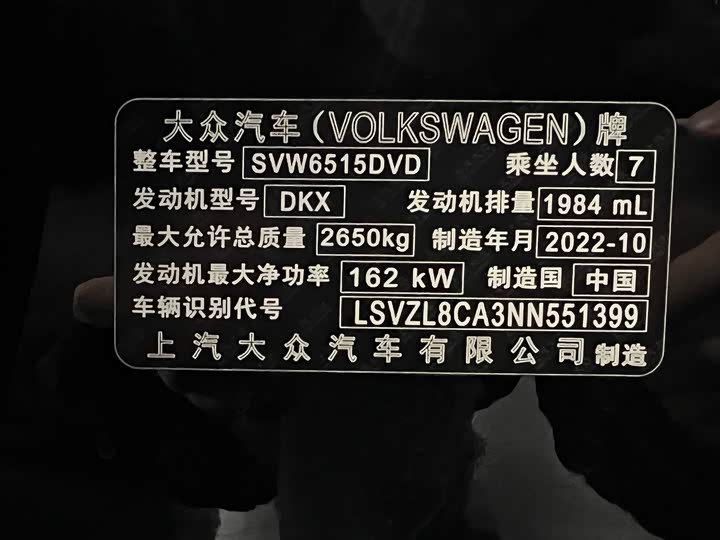 大众汽车(VOLKSWAGEN)牌
整车型号 SVW6515DVD 乘坐人数 7
发动机型号 DKX 发动机排量 1984 mL
最大允许总质量 2650kg 制造年月 2022-10
发动机最大净功率 162 kW 制造国 中国
车辆识别代号 LSVZL8CA3NN551399
上汽大众汽车有限公司 制造